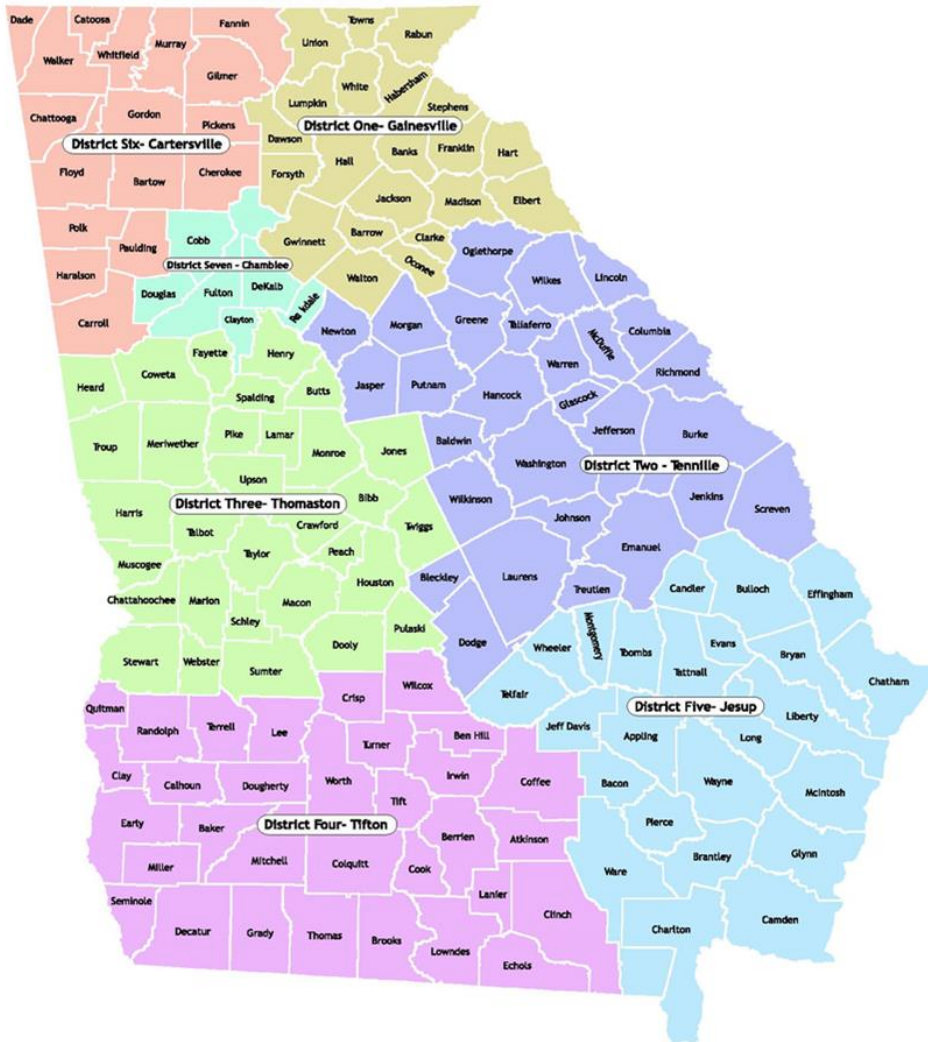 Dade
Catoosa
Fannin
Towns
Rabun
Murray
Union
Whitfield
Walker
Gilmer
White
Habersham
Lumpkin
Stephens
Chattooga
Gordon
Pickens
District One- Gainesville
District Six- Cartersville
Dawson
Hall
Banks
Franklin
Hart
Floyd
Bartow
Cherokee
Forsyth
Jackson
Madison
Elbert
Polk
Paulding
Cobb
Gwinnett
Barrow
Clarke
Oconee
Oglethorpe
District Seven - Chamblee
Haralson
Walton
Wilkes
Lincoln
Douglas
Fulton
DeKalb
Carroll
Clayton
Newton
Morgan
Greene
Taliaferro
McDuffie
Columbia
Fayette
Henry
Warren
Richmond
Heard
Coweta
Spalding
Butts
Jasper
Putnam
Hancock
Glascock
Troup
Meriwether
Pike
Lamar
Monroe
Jones
Baldwin
Jefferson
Burke
Upson
Washington
District Two - Tennille
Harris
District Three- Thomaston
Bibb
Wilkinson
Jenkins
Screven
Talbot
Crawford
Twiggs
Johnson
Muscogee
Taylor
Peach
Houston
Emanuel
Chattahoochee
Marion
Macon
Bleckley
Laurens
Treutlen
Candler
Bulloch
Effingham
Schley
Pulaski
Stewart
Webster
Sumter
Dooly
Dodge
Wheeler
Montgomery
Toombs
Evans
Tattnall
Bryan
Chatham
Quitman
Crisp
Wilcox
Telfair
District Five- Jesup
Liberty
Randolph
Terrell
Lee
Turner
Ben Hill
Jeff Davis
Appling
Long
Clay
Calhoun
Dougherty
Worth
Irwin
Coffee
Bacon
Wayne
McIntosh
Tift
Early
Baker
District Four- Tifton
Berrien
Atkinson
Pierce
Miller
Mitchell
Colquitt
Cook
Ware
Brantley
Glynn
Seminole
Lanier
Clinch
Decatur
Grady
Thomas
Brooks
Lowndes
Echols
Charlton
Camden